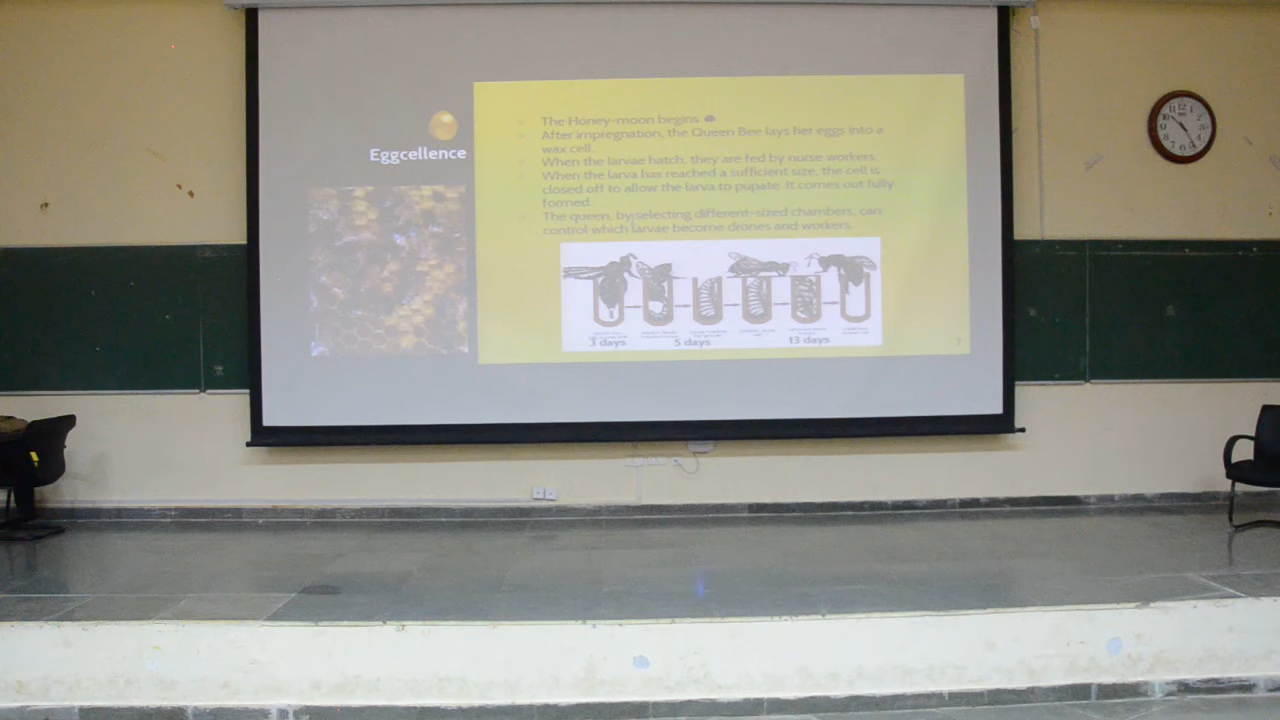 Eggcellence
The Honey-moon begins
After impregnation, the Queen Bee lays her eggs into a
wax cell.
When the larvae hatch, they are fed by nurse workers.
When the larva has reached a sufficient size, the cell is
closed off to allow the larva to pupate. It comes out fully
formed.
The queen, by selecting different-sized chambers, can
control which larvae become drones and workers.
3 days
5 days
13 days
7
12